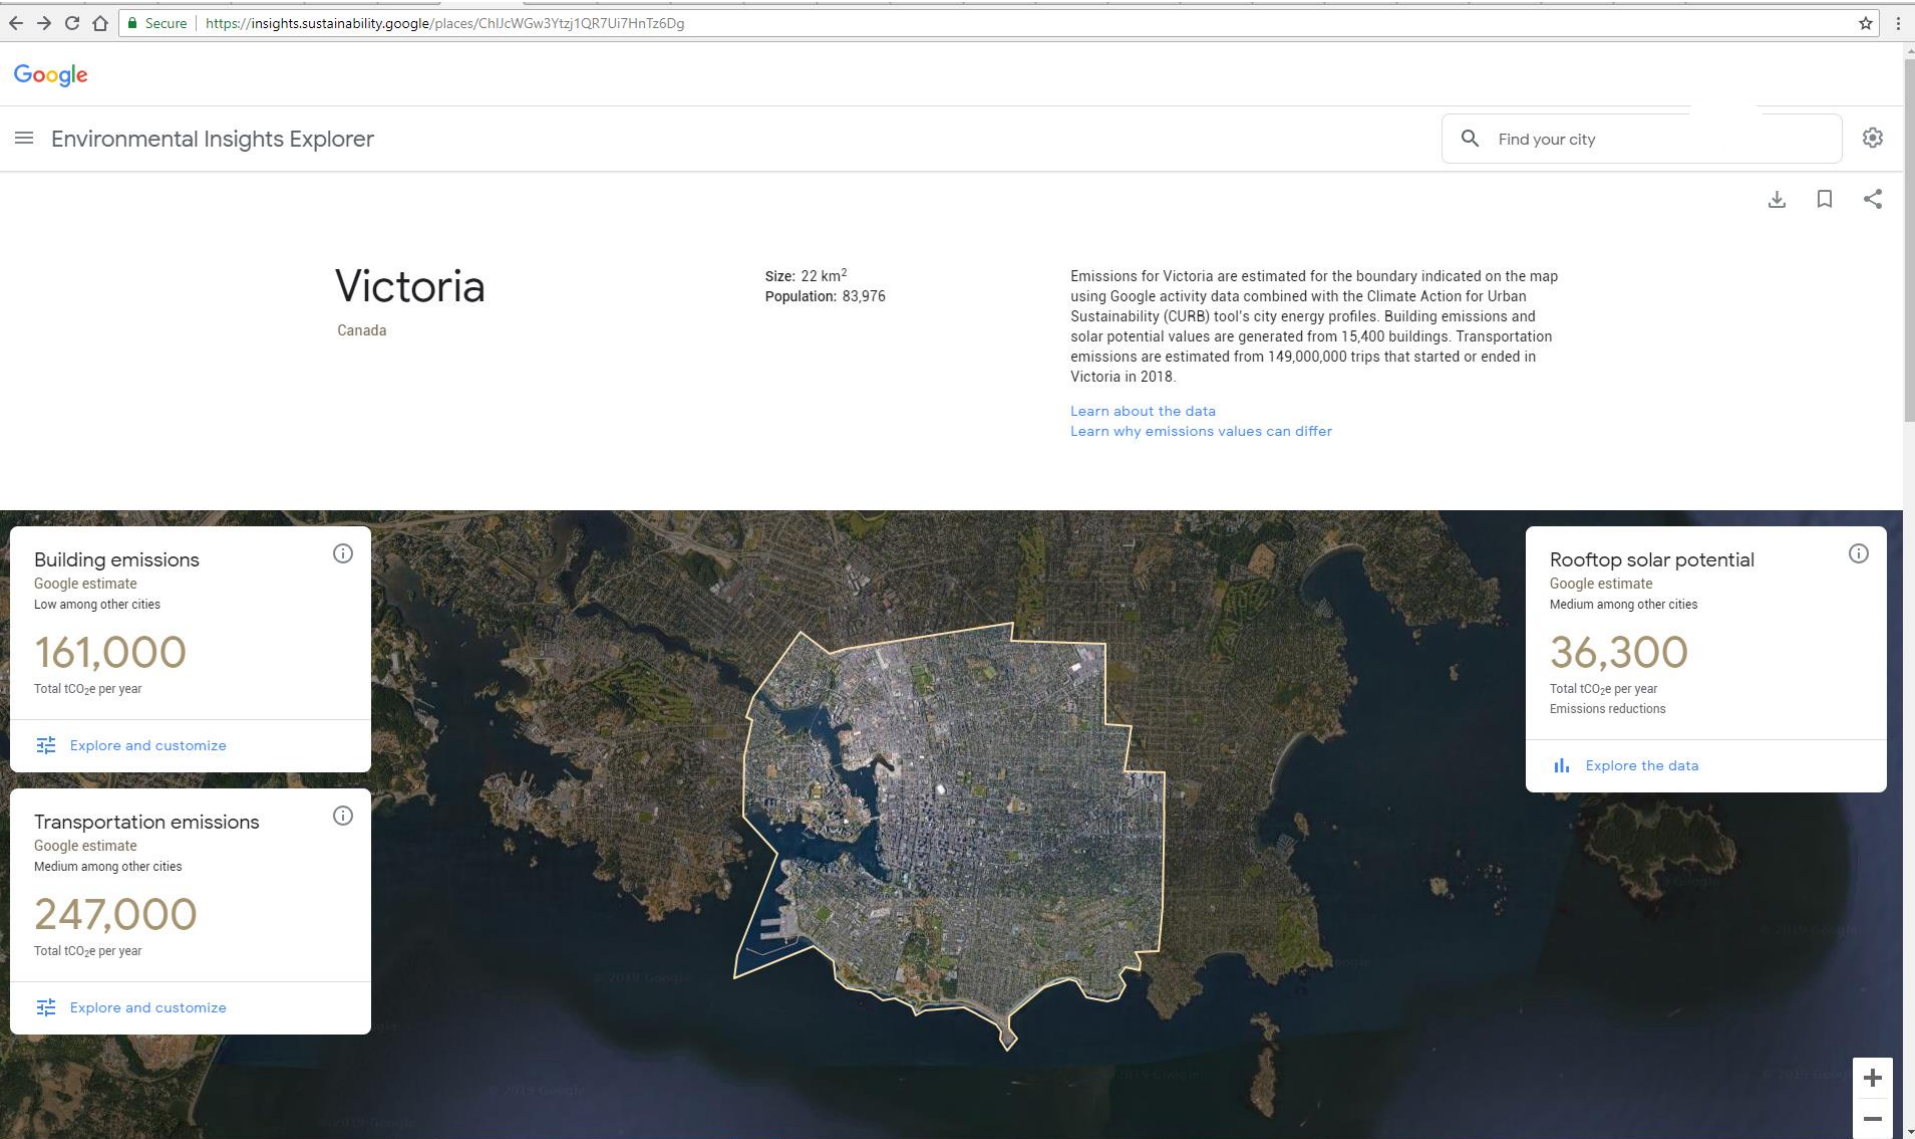 Secure | https://insights.sustainability.google/places/ChIJcWGw3Ytzj1QR7Ui7HnTz6Dg
Google
Environmental Insights Explorer
Find your city
Victoria
Canada
Size: 22 km²
Population: 83,976
Emissions for Victoria are estimated for the boundary indicated on the map
using Google activity data combined with the Climate Action for Urban
Sustainability (CURB) tool's city energy profiles. Building emissions and
solar potential values are generated from 15,400 buildings. Transportation
emissions are estimated from 149,000,000 trips that started or ended in
Victoria in 2018.
Learn about the data
Learn why emissions values can differ
Building emissions
Google estimate
Low among other cities
161,000
Total tCO₂e per year
Explore and customize
Transportation emissions
Google estimate
Medium among other cities
247,000
Total tCO₂e per year
Explore and customize
Rooftop solar potential
Google estimate
Medium among other cities
36,300
Total tCO₂e per year
Emissions reductions
Explore the data
© 2019 Google